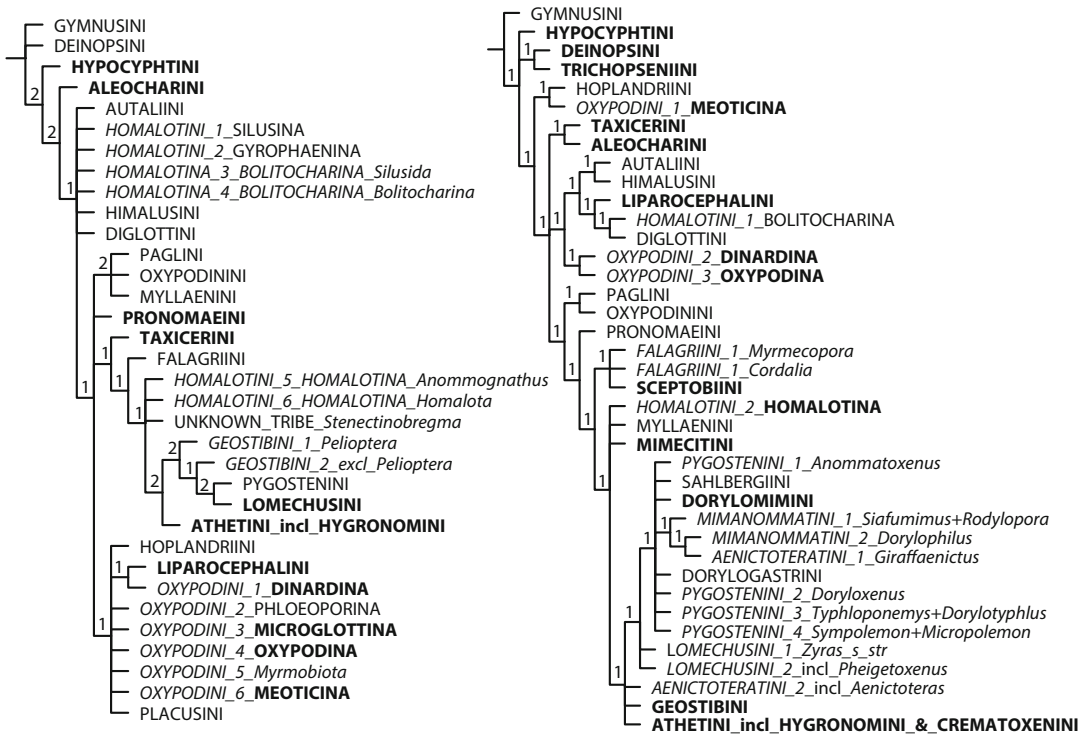 GYMNUSINI
DEINOPSINI
HYPOCYPHTINI
2
ALEOCHARINI
2
AUTALIINI
HOMALOTINI_1_SILUSINA
HOMALOTINI_2_GYROPHAENINA
HOMALOTINA_3_BOLITOCHARINA_Silusida
1
HOMALOTINA_4_BOLITOCHARINA_Bolitocharina
HIMALUSINI
DIGLOTTINI
PAGLINI
2
OXYPODININI
MYLLAENINI
PRONOMAEINI
TAXICERINI
1
FALAGRIINI
1
1
HOMALOTINI_5_HOMALOTINA_Anommognathus
HOMALOTINI_6_HOMALOTINA_Homalota
1
UNKNOWN_TRIBE_Stenectinobregma
GEOSTIBINI_1_Pelioptera
2
GEOSTIBINI_2_excl_Pelioptera
1
PYGOSTENINI
2
2
LOMECHUSINI
ATHETINI_incl_HYGRONOMINI
HOPLANDRIINI
LIPAROCEPHALINI
1
OXYPODINI_1_DINARDINA
OXYPODINI_2_PHLOEOPORINA
1
OXYPODINI_3_MICROGLOTTINA
OXYPODINI_4_OXYPODINA
OXYPODINI_5_Myrmobiota
OXYPODINI_6_MEOTICINA
PLACUSINI
GYMNUSINI
HYPOCYPHTINI
1
DEINOPSINI
1
TRICHOPSENIINI
1
HOPLANDRIINI
OXYPODINI_1_MEOTICINA
1
TAXICERINI
1
ALEOCHARINI
1
1
AUTALIINI
HIMALUSINI
1
LIPAROCEPHALINI
1
HOMALOTINI_1_BOLITOCHARINA
1
1
DIGLOTTINI
1
OXYPODINI_2_DINARDINA
OXYPODINI_3_OXYPODINA
1
PAGLINI
OXYPODININI
1
PRONOMAEINI
1
FALAGRIINI_1_Myrmecopora
FALAGRIINI_1_Cordalia
SCEPTOBIINI
1
HOMALOTINI_2_HOMALOTINA
MYLLAENINI
MIMECITINI
PYGOSTENINI_1_Anommatoxenus
1
SAHLBERGIINI
DORYLOMIMINI
MIMANOMMATINI_1_Siafumimus+Rodylopora
1
MIMANOMMATINI_2_Dorylophilus
1
AENICTOTERATINI_1_Giraffaenictus
1
DORYLOGASTRINI
PYGOSTENINI_2_Doryloxenus
PYGOSTENINI_3_Typhloponemys+Dorylotyphlus
1
PYGOSTENINI_4_Sympolemon+Micropolemon
LOMECHUSINI_1_Zyras_s_str
LOMECHUSINI_2_incl_Pheigetoxenus
1
AENICTOTERATINI_2_incl_Aenictoteras
GEOSTIBINI
ATHETINI_incl_HYGRONOMINI_&_CREMATOXENINI